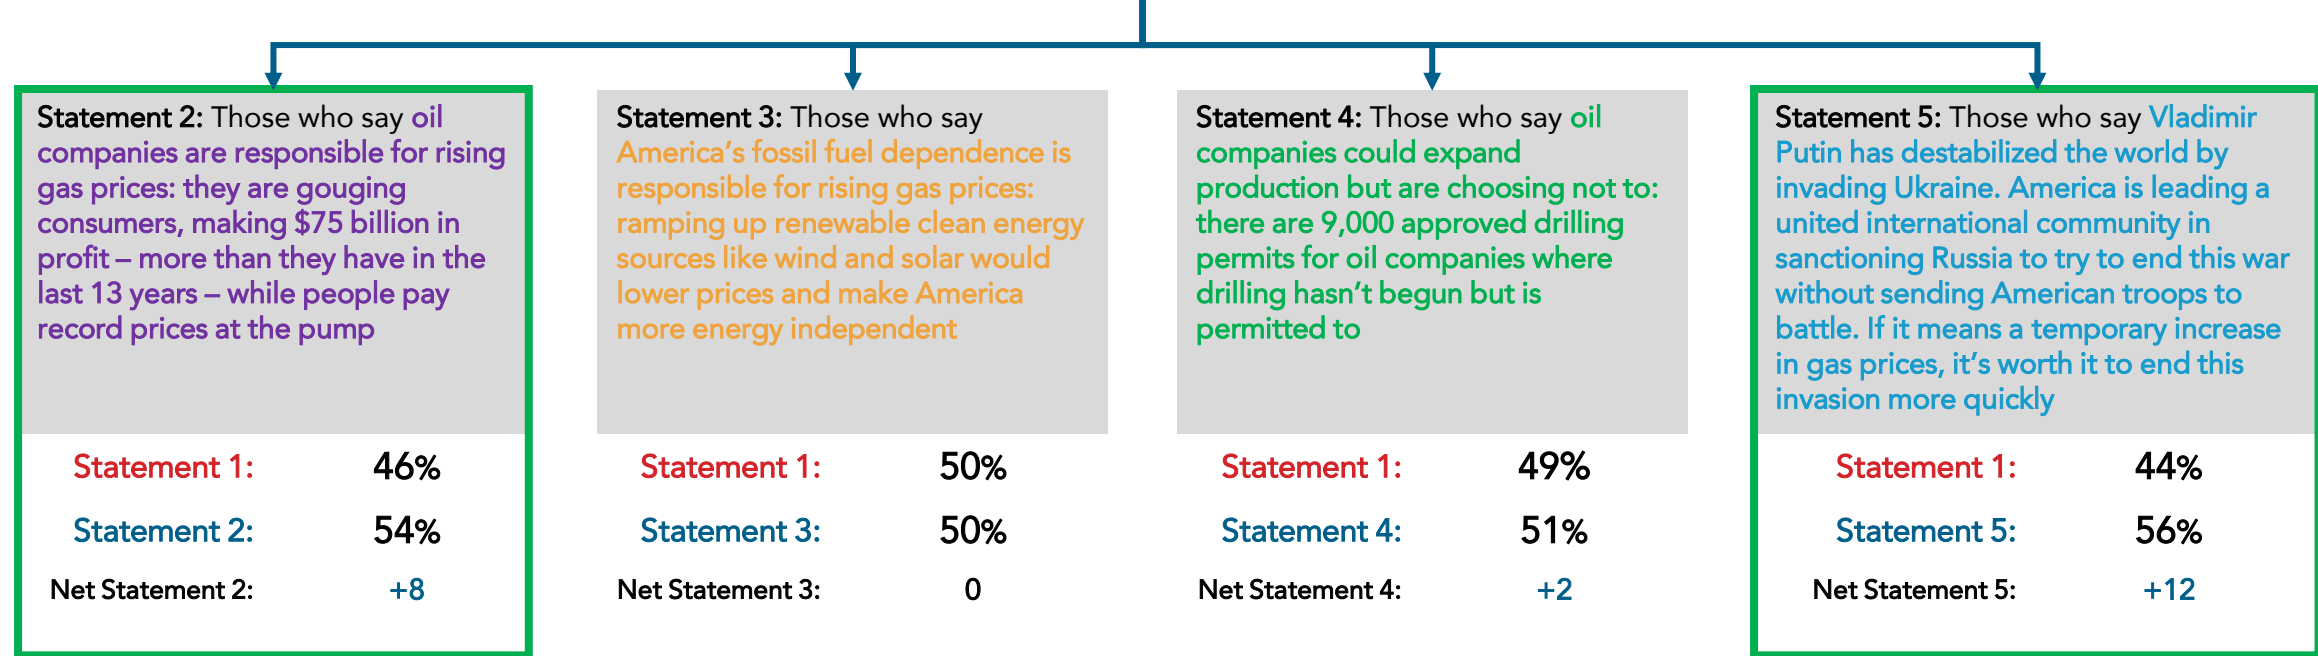 Statement 2: Those who say oil
companies are responsible for rising
gas prices: they are gouging
consumers, making $75 billion in
profit – more than they have in the
last 13 years – while people pay
record prices at the pump
Statement 1: 46%
Statement 2: 54%
Net Statement 2: +8
Statement 3: Those who say
America’s fossil fuel dependence is
responsible for rising gas prices:
ramping up renewable clean energy
sources like wind and solar would
lower prices and make America
more energy independent
Statement 1: 50%
Statement 3: 50%
Net Statement 3: 0
Statement 4: Those who say oil
companies could expand
production but are choosing not to:
there are 9,000 approved drilling
permits for oil companies where
drilling hasn’t begun but is
permitted to
Statement 1: 49%
Statement 4: 51%
Net Statement 4: +2
Statement 5: Those who say Vladimir
Putin has destabilized the world by
invading Ukraine. America is leading a
united international community in
sanctioning Russia to try to end this war
without sending American troops to
battle. If it means a temporary increase
in gas prices, it’s worth it to end this
invasion more quickly
Statement 1: 44%
Statement 5: 56%
Net Statement 5: +12